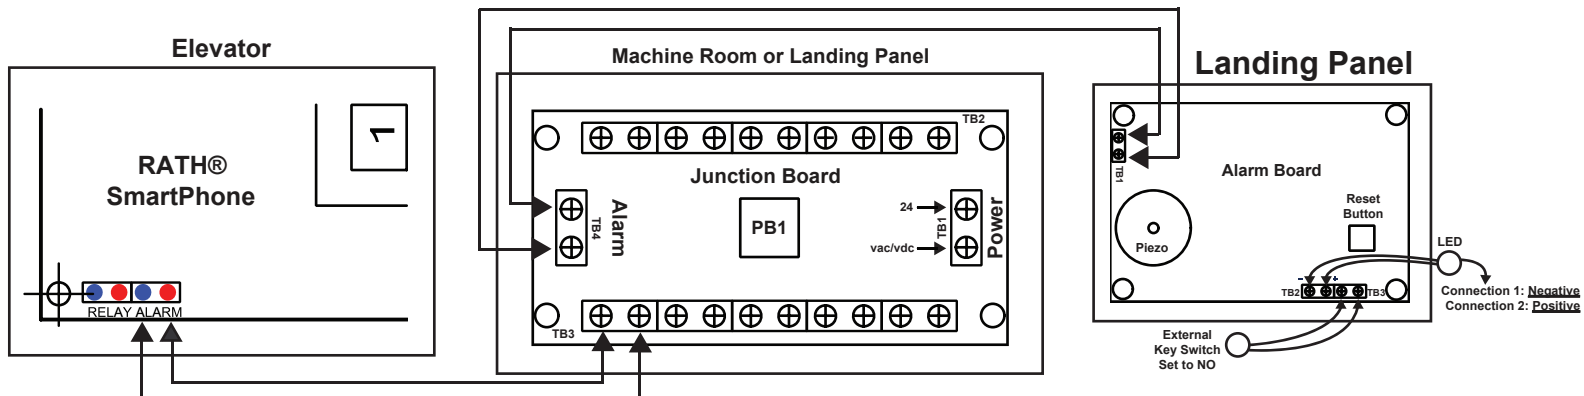 Elevator
RATH®
SmartPhone
1
RELAY ALARM
Machine Room or Landing Panel
TB2
Junction Board
Alarm
TB4
PB1
24
vac/vdc
TB1
Power
TB3
Landing Panel
TB1
Alarm Board
Piezo
Reset
Button
LED
- +
TB2
TB3
Connection 1: Negative
Connection 2: Positive
External
Key Switch
Set to NO